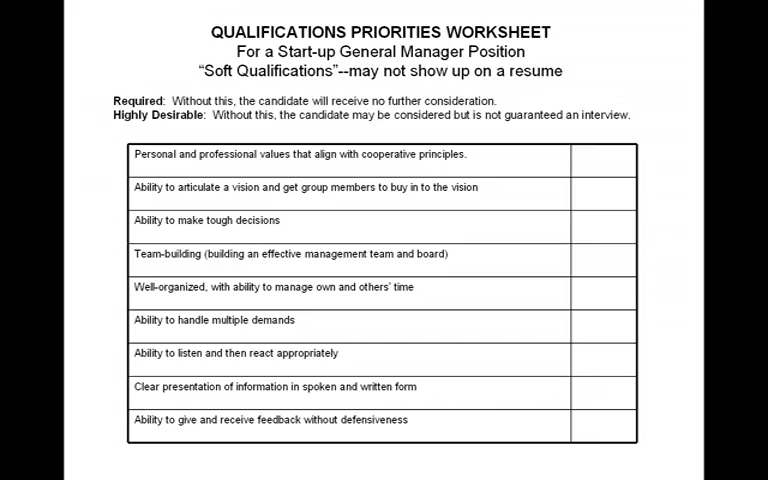 QUALIFICATIONS PRIORITIES WORKSHEET
For a Start-up General Manager Position
“Soft Qualifications”--may not show up on a resume
Required:  Without this, the candidate will receive no further consideration.
Highly Desirable:  Without this, the candidate may be considered but is not guaranteed an interview.
Personal and professional values that align with cooperative principles.
Ability to articulate a vision and get group members to buy in to the vision
Ability to make tough decisions
Team-building (building an effective management team and board)
Well-organized, with ability to manage own and others’ time
Ability to handle multiple demands
Ability to listen and then react appropriately
Clear presentation of information in spoken and written form
Ability to give and receive feedback without defensiveness